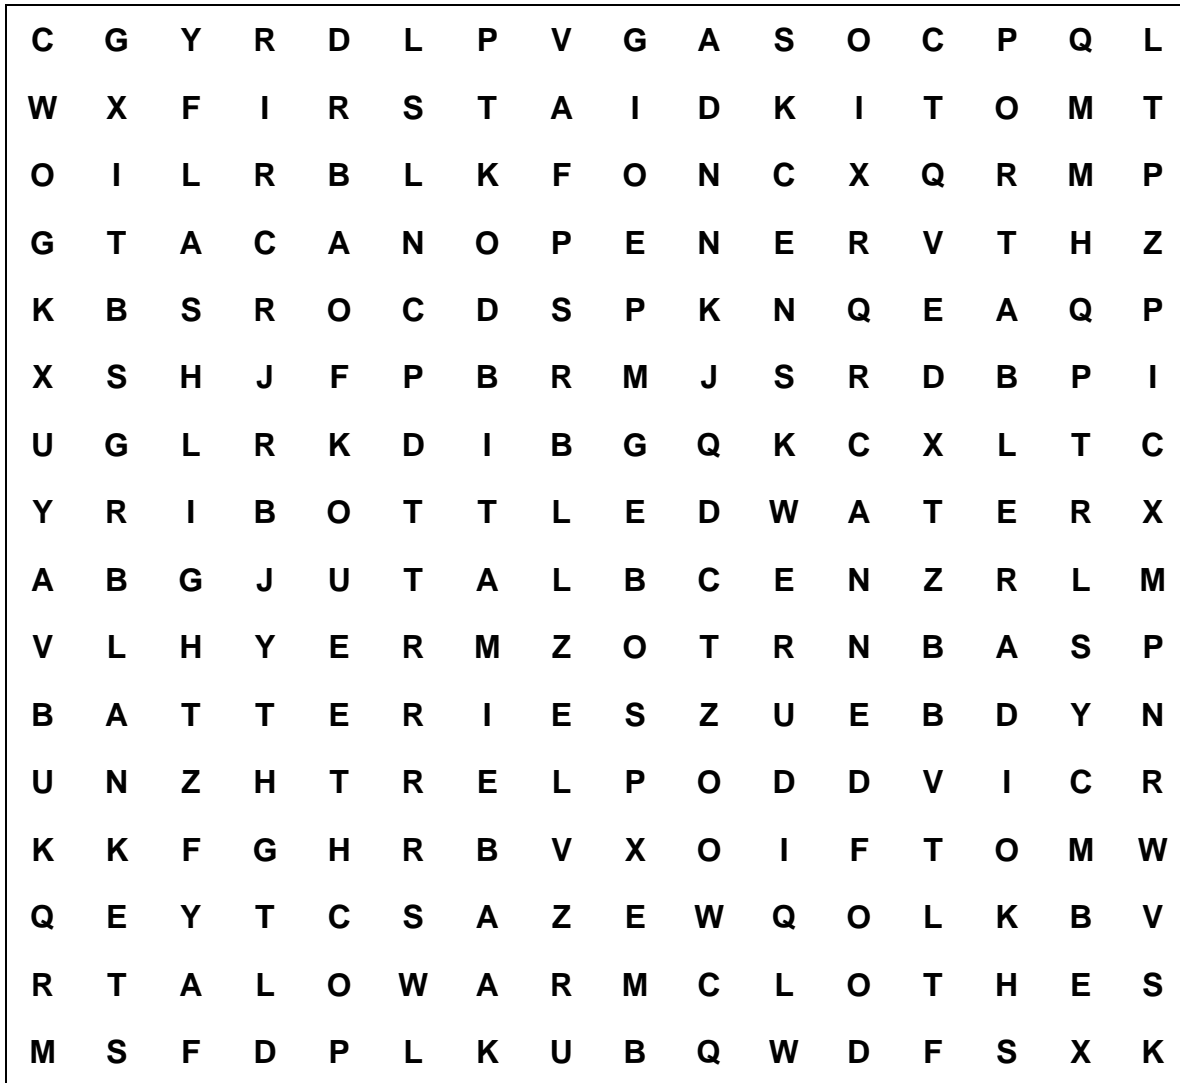 C G Y R D L P V G A S O C P Q L
W X F I R S T A I D K I T O M T
O I L R B L K F O N C X Q R M P
G T A C A N O P E N E R V T H Z
K B S R O C D S P K N Q E A Q P
X S H J F P B R M J S R D B P I
U G L R K D I B G Q K C X L T C
Y R I B O T T L E D W A T E R X
A B G J U T A L B C E N Z R L M
V L H Y E R M Z O T R N B A S P
B A T T E R I E S Z U E B D Y N
U N Z H T R E L P O D D V I C R
K K F G H R B V X O I F T O M W
Q E Y T C S A Z E W Q O L K B V
R T A L O W A R M C L O T H E S
M S F D P L K U B Q W D F S X K